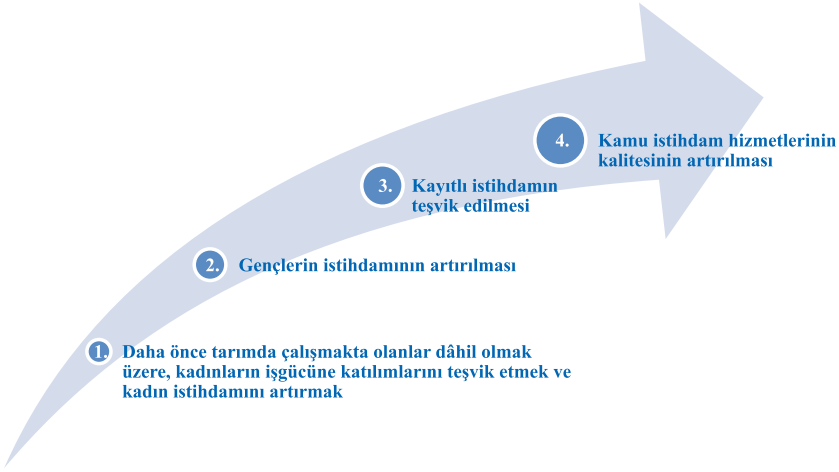 4. Kamu istihdam hizmetlerinin
kalitesinin artırılması
3. Kayıtlı istihdamın
teşvik edilmesi
2. Gençlerin istihdamının artırılması
1. Daha önce tarımda çalışmakta olanlar dâhil olmak
üzere, kadınların işgücüne katılımlarını teşvik etmek ve
kadın istihdamını artırmak